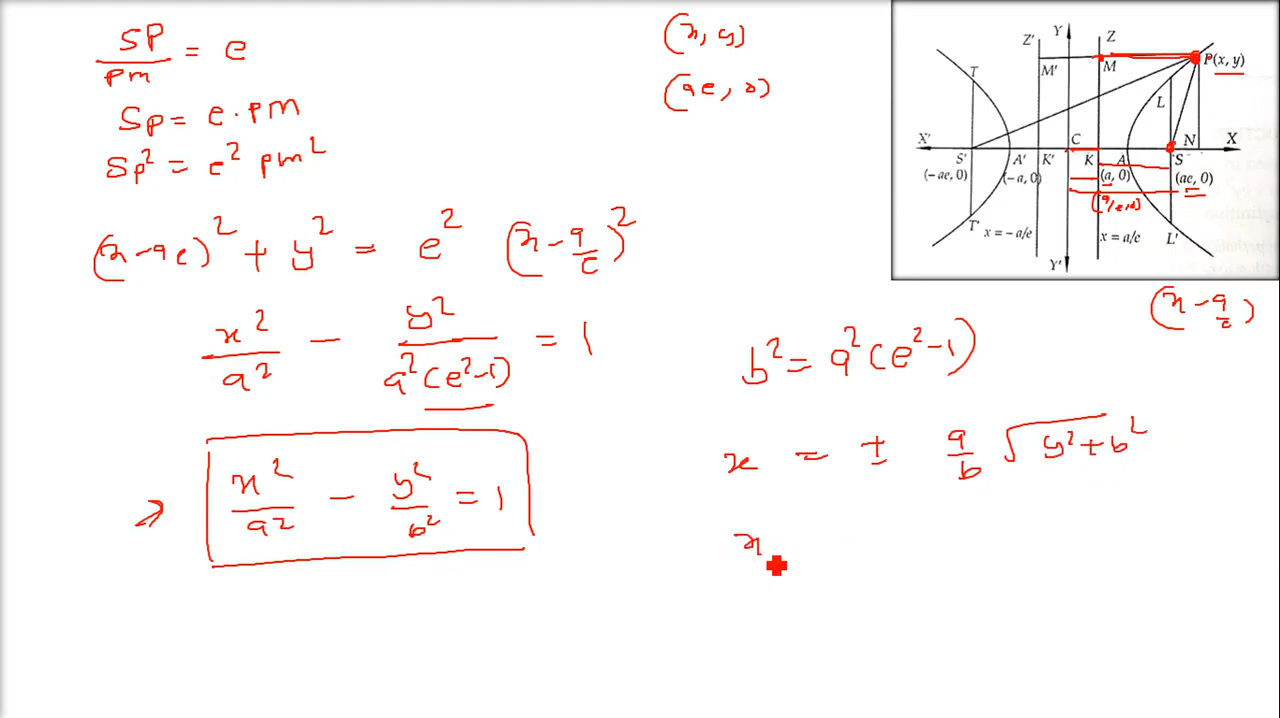 SP/PM = e
SP = e · PM
SP² = e² PM²
(x - ae)² + y² = e² (x - a/e)²
x²/a² - y²/a²(e²-1) = 1
⇒ x²/a² - y²/b² = 1
(x, y)
(ae, 0)
b² = a²(e²-1)
x = ± a/b √y²+b²
x
(x - a/e)
Y
Z' Z
T M' M P(x, y)
L
X' C N X
S' A' K' K A S
(-ae, 0) (-a, 0) (a, 0) (ae, 0)
(a/e, 0)
T' x = -a/e x = a/e L'
Y'